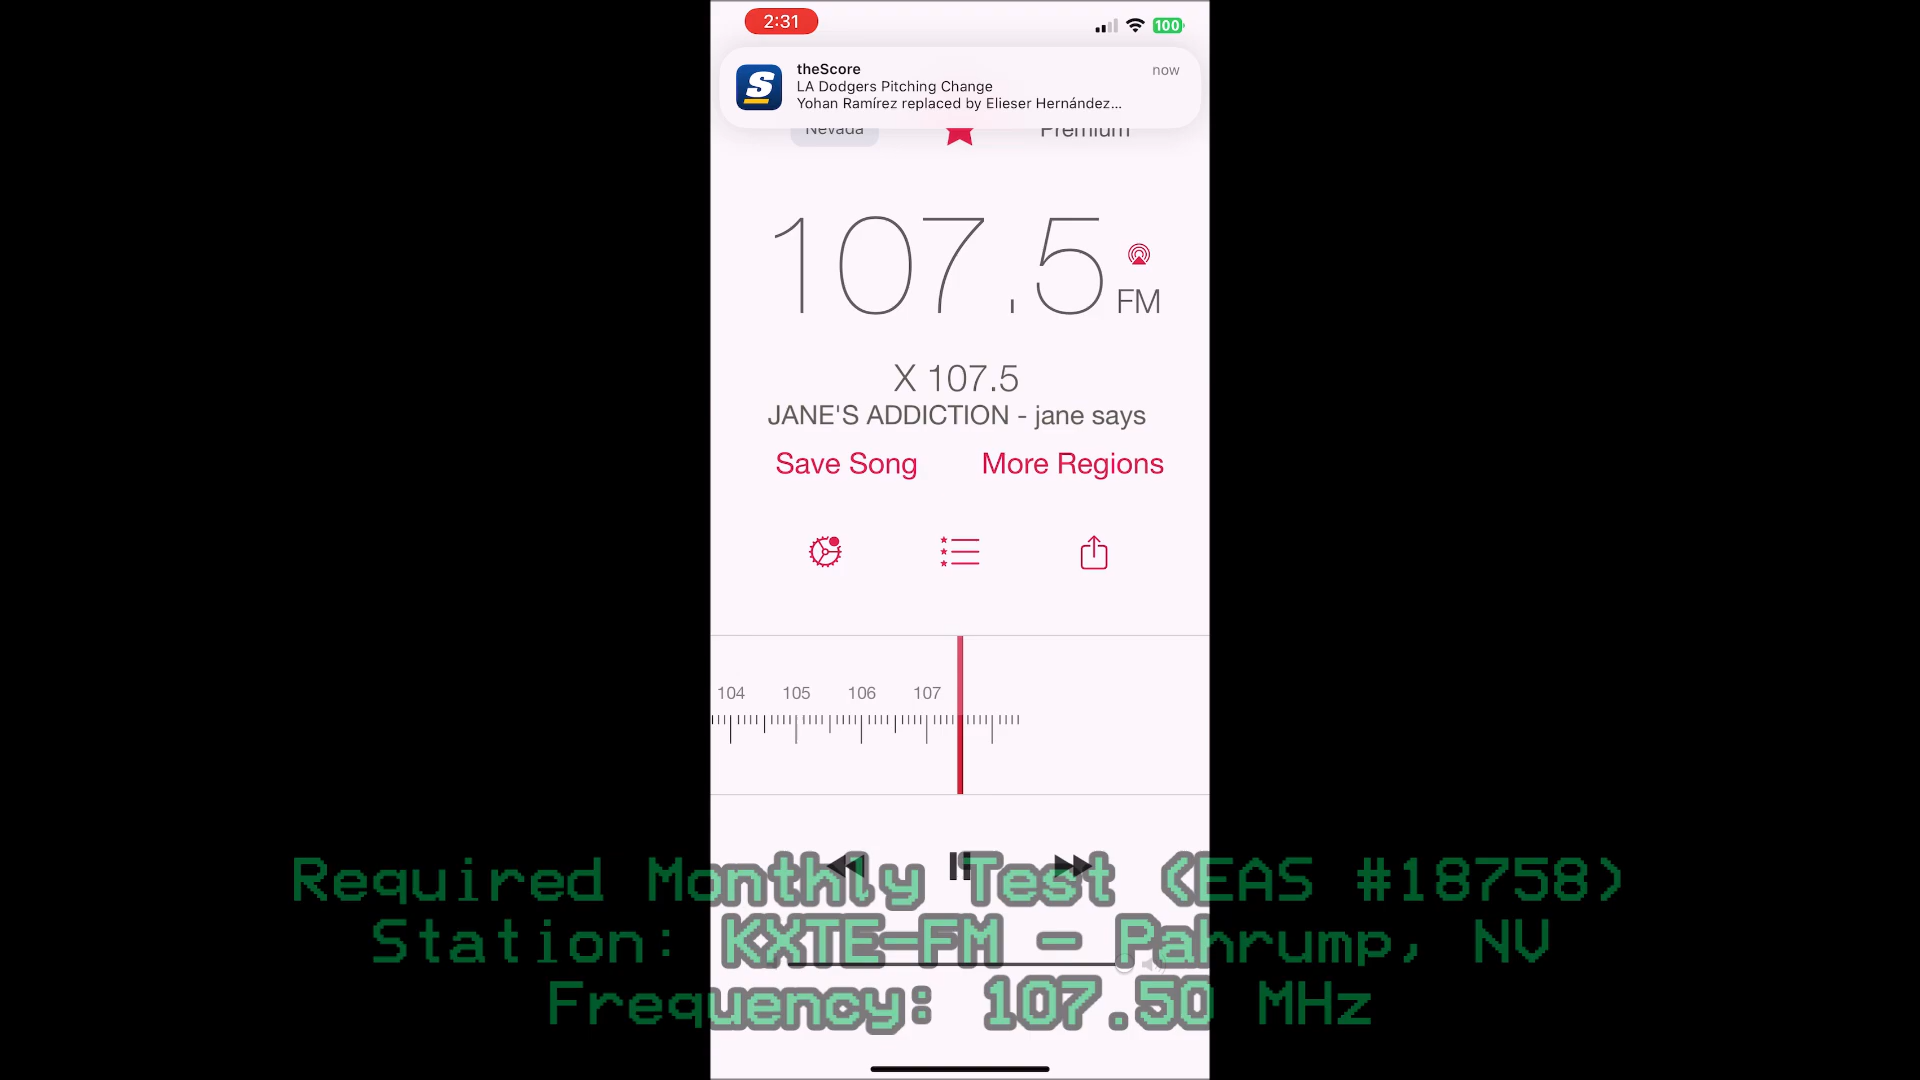 2:31
100
theScore
now
LA Dodgers Pitching Change
Yohan Ramírez replaced by Elieser Hernández...
Nevada
Premium
107.5
FM
X 107.5
JANE'S ADDICTION - jane says
Save Song
More Regions
104 105 106 107
Required Monthly Test (EAS #18758)
Station: KXTE-FM - Pahrump, NV
Frequency: 107.50 MHz